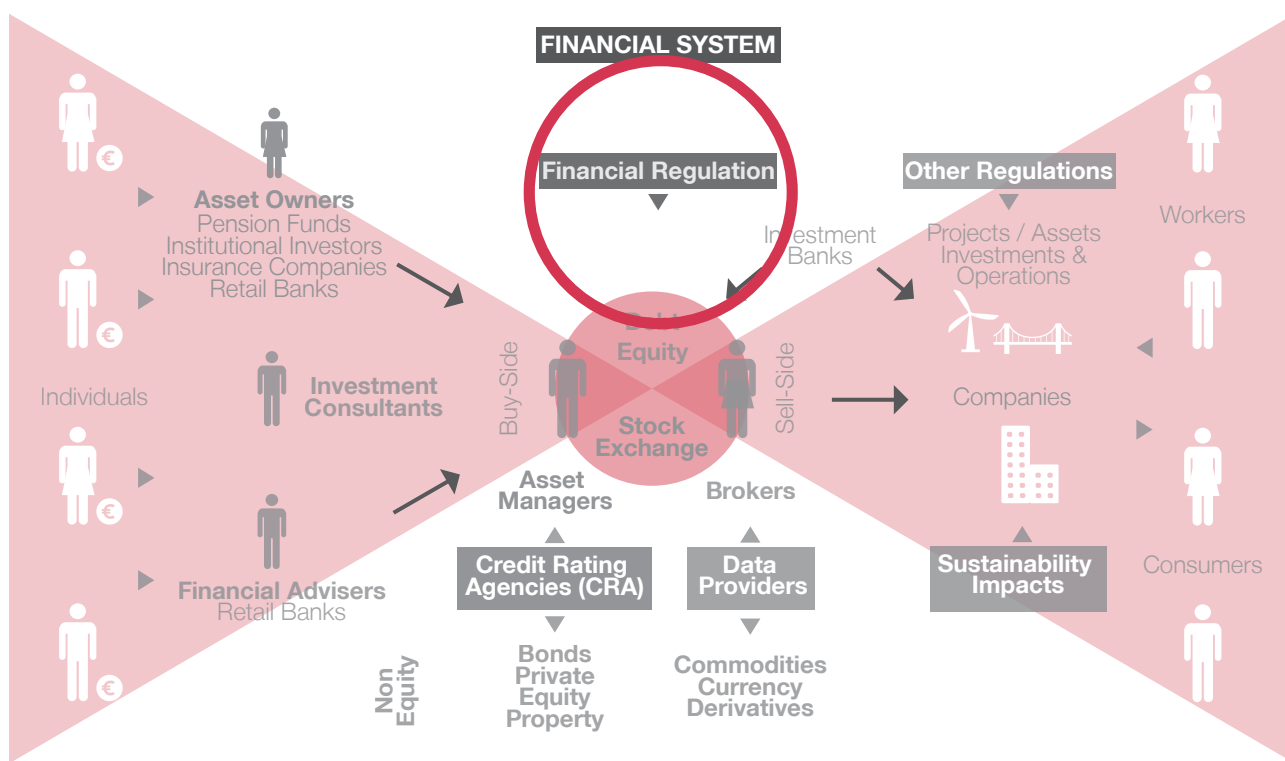 FINANCIAL SYSTEM
Financial Regulation
Other Regulations
Asset Owners
Pension Funds
Institutional Investors
Insurance Companies
Retail Banks
Investment
Banks
Projects / Assets
Investments &
Operations
Workers
Individuals
Investment
Consultants
Buy-Side
Debt
Equity
Stock
Exchange
Sell-Side
Companies
Asset
Managers
Brokers
Financial Advisers
Retail Banks
Credit Rating
Agencies (CRA)
Data
Providers
Sustainability
Impacts
Consumers
Non
Equity
Bonds
Private
Equity
Property
Commodities
Currency
Derivatives
€
€
€
€